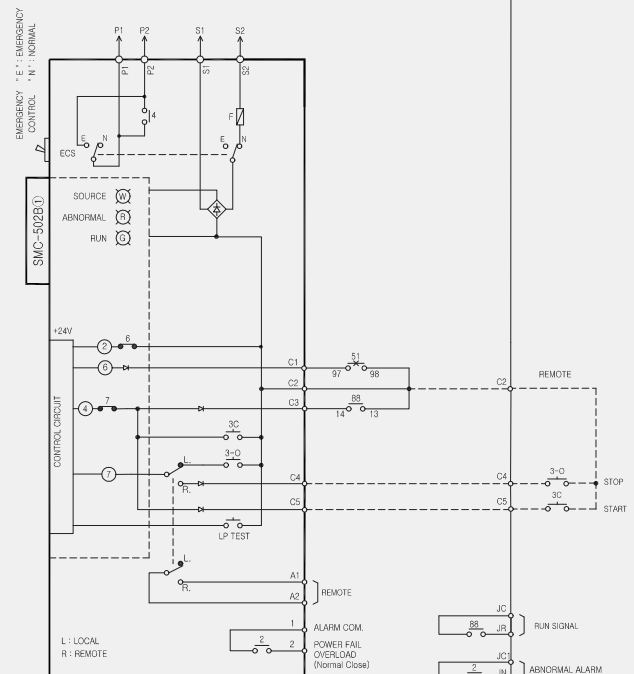 EMERGENCY "E" : EMERGENCY
CONTROL "N" : NORMAL
P1 P2 S1 S2
P1 P2 S1 S2
4
F
E N
E N
ECS
SMC-502B①
SOURCE W
ABNORMAL R
RUN G
+24V
CONTROL CIRCUIT
2 6
6
C1
51
97 98
C2
C2
REMOTE
4 7
C3
88
14 13
3C
3-O
L.
7
R.
C4
C4
3-O
STOP
C5
C5
3C
START
LP TEST
L.
R.
A1
A2
REMOTE
1 ALARM COM.
2
2 POWER FAIL
OVERLOAD
(Normal Close)
L : LOCAL
R : REMOTE
JC
88
JR
RUN SIGNAL
JC1
2
IN
ABNORMAL ALARM